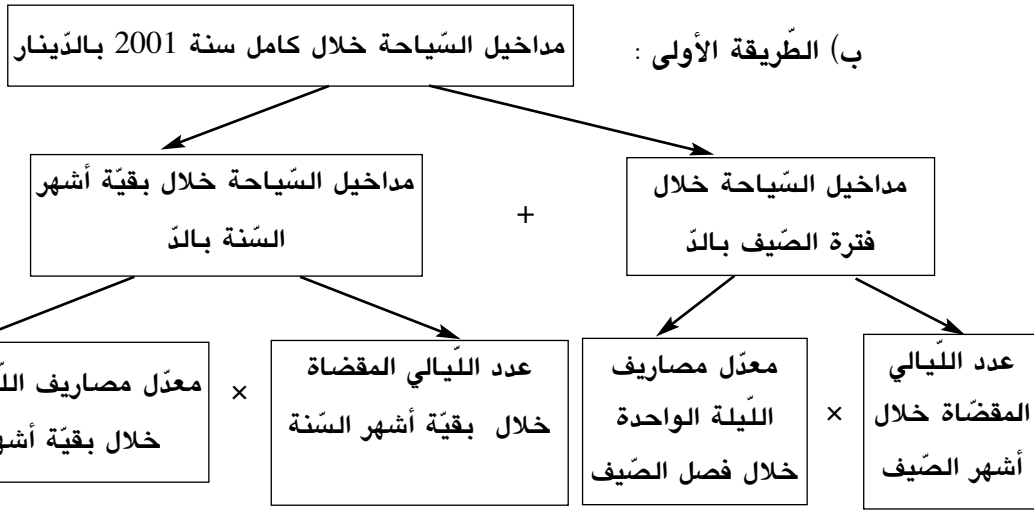 ب) الطّريقة الأولى :
مداخيل السّياحة خلال كامل سنة 2001 بالدّينار
مداخيل السّياحة خلال
فترة الصّيف بالدّ
+
مداخيل السّياحة خلال بقيّة أشهر
السّنة بالدّ
عدد اللّيالي
المقضّاة خلال
أشهر الصّيف
×
معدّل مصاريف
اللّيلة الواحدة
خلال فصل الصّيف
عدد اللّيالي المقضاة
خلال بقيّة أشهر السّنة
×
معدّل مصاريف
خلال بقيّة